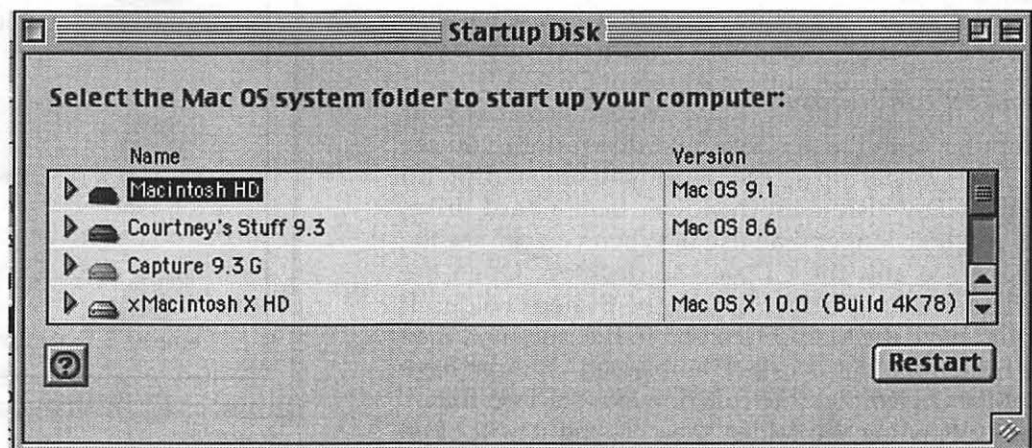 Startup Disk
Select the Mac OS system folder to start up your computer:
Name Version
Macintosh HD Mac OS 9.1
Courtney's Stuff 9.3 Mac OS 8.6
Capture 9.3 G
xMacintosh X HD Mac OS X 10.0 (Build 4K78)
? Restart